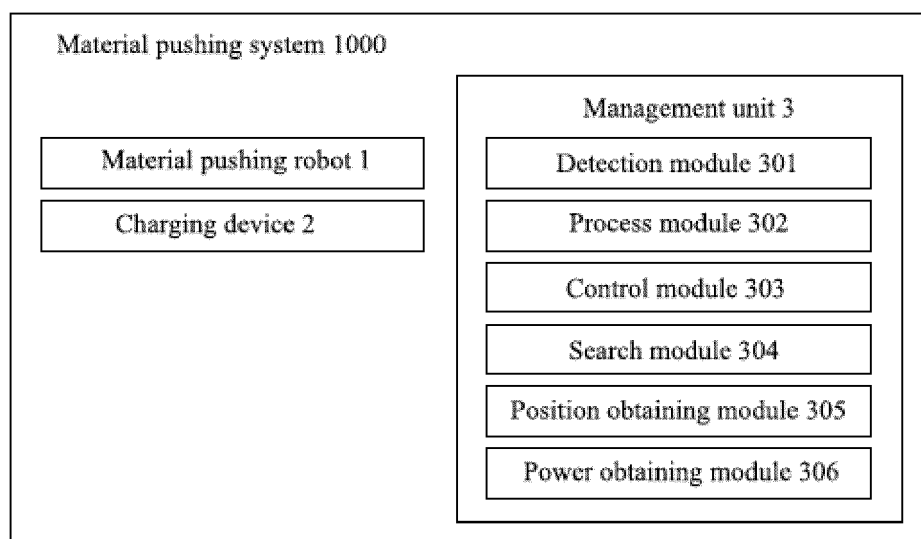 Material pushing system 1000
Material pushing robot 1
Charging device 2
Management unit 3
Detection module 301
Process module 302
Control module 303
Search module 304
Position obtaining module 305
Power obtaining module 306